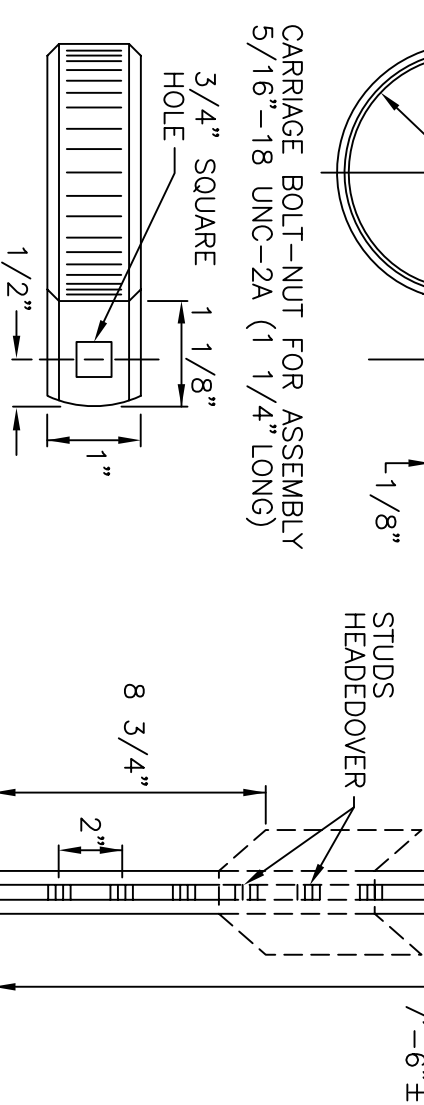 1/8"
CARRIAGE BOLT-NUT FOR ASSEMBLY
5/16"-18 UNC-2A (1 1/4" LONG)
3/4" SQUARE
HOLE
1 1/8"
1/2"
1"
STUDS
HEADEDOVER
8 3/4"
2"
-6"±